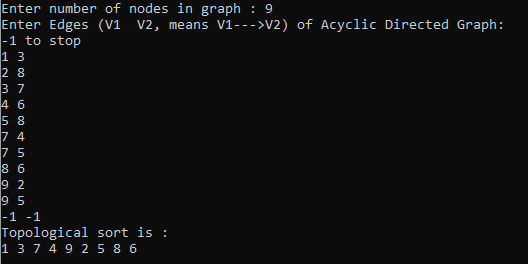 Enter number of nodes in graph : 9
Enter Edges (V1  V2, means V1--->V2) of Acyclic Directed Graph:
-1 to stop
1 3
2 8
3 7
4 6
5 8
7 4
7 5
8 6
9 2
9 5
-1 -1
Topological sort is :
1 3 7 4 9 2 5 8 6